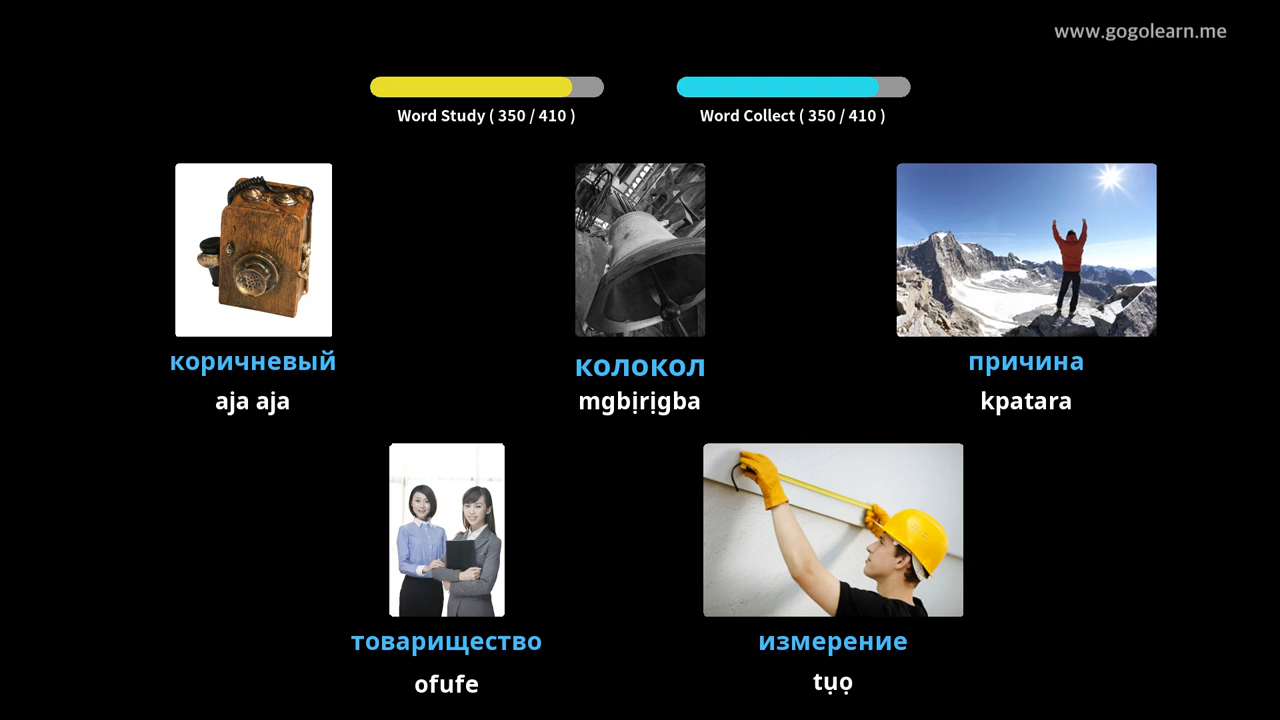 www.gogolearn.me
Word Study ( 350 / 410 )
Word Collect ( 350 / 410 )
коричневый
aja aja
колокол
mgbịrịgba
причина
kpatara
товарищество
ofufe
измерение
tụọ